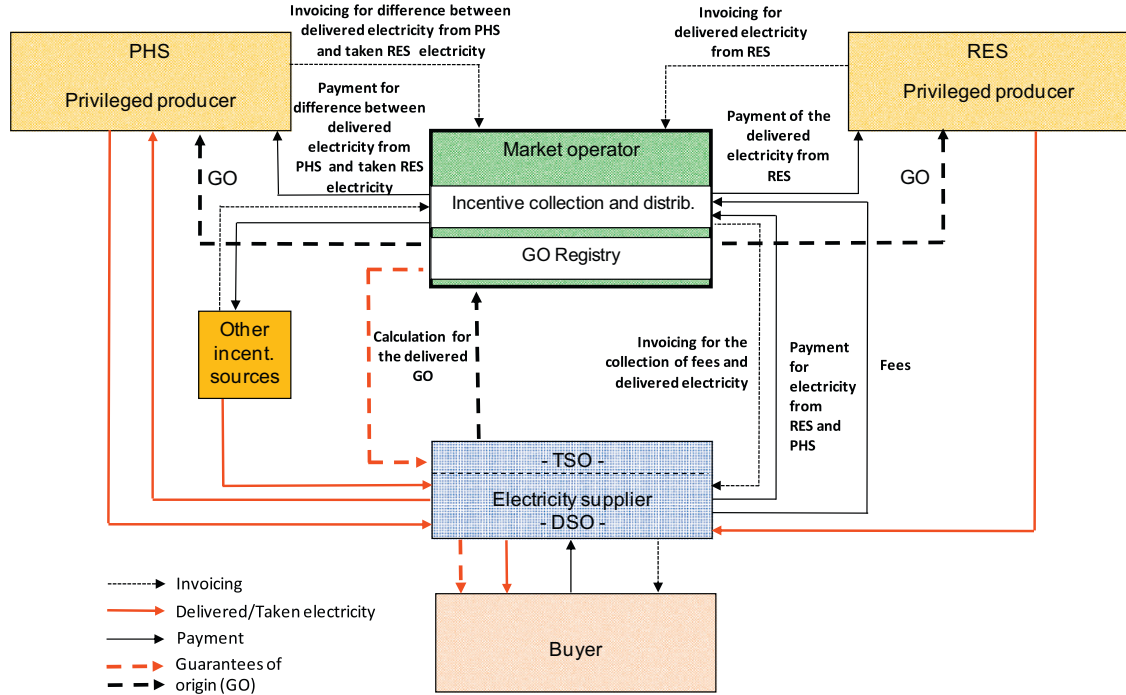 Invoicing for difference between
delivered electricity from PHS
and taken RES electricity
Invoicing for
delivered electricity
from RES
PHS
Privileged producer
RES
Privileged producer
Payment for
difference between
delivered
electricity from
PHS and taken RES
electricity
Payment of the
delivered
electricity from
RES
Market operator
GO
GO
Incentive collection and distrib.
GO Registry
Other
incent.
sources
Calculation for
the delivered
GO
Invoicing for the
collection of fees and
delivered electricity
Payment
for
electricity
from
RES and
PHS
Fees
- TSO -
Electricity supplier
- DSO -
Invoicing
Delivered/Taken electricity
Payment
Guarantees of
origin (GO)
Buyer